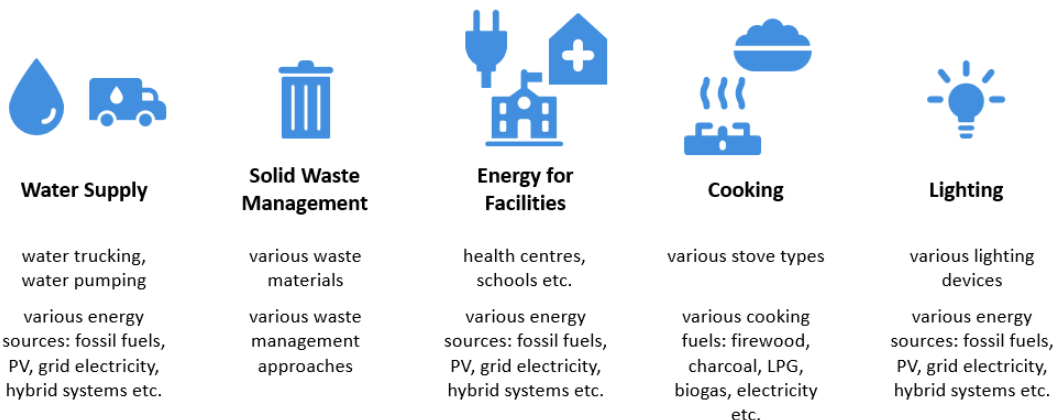 Water Supply
water trucking,
water pumping
various energy
sources: fossil fuels,
PV, grid electricity,
hybrid systems etc.
Solid Waste
Management
various waste
materials
various waste
management
approaches
Energy for
Facilities
health centres,
schools etc.
various energy
sources: fossil fuels,
PV, grid electricity,
hybrid systems etc.
Cooking
various stove types
various cooking
fuels: firewood,
charcoal, LPG,
biogas, electricity
etc.
Lighting
various lighting
devices
various energy
sources: fossil fuels,
PV, grid electricity,
hybrid systems etc.